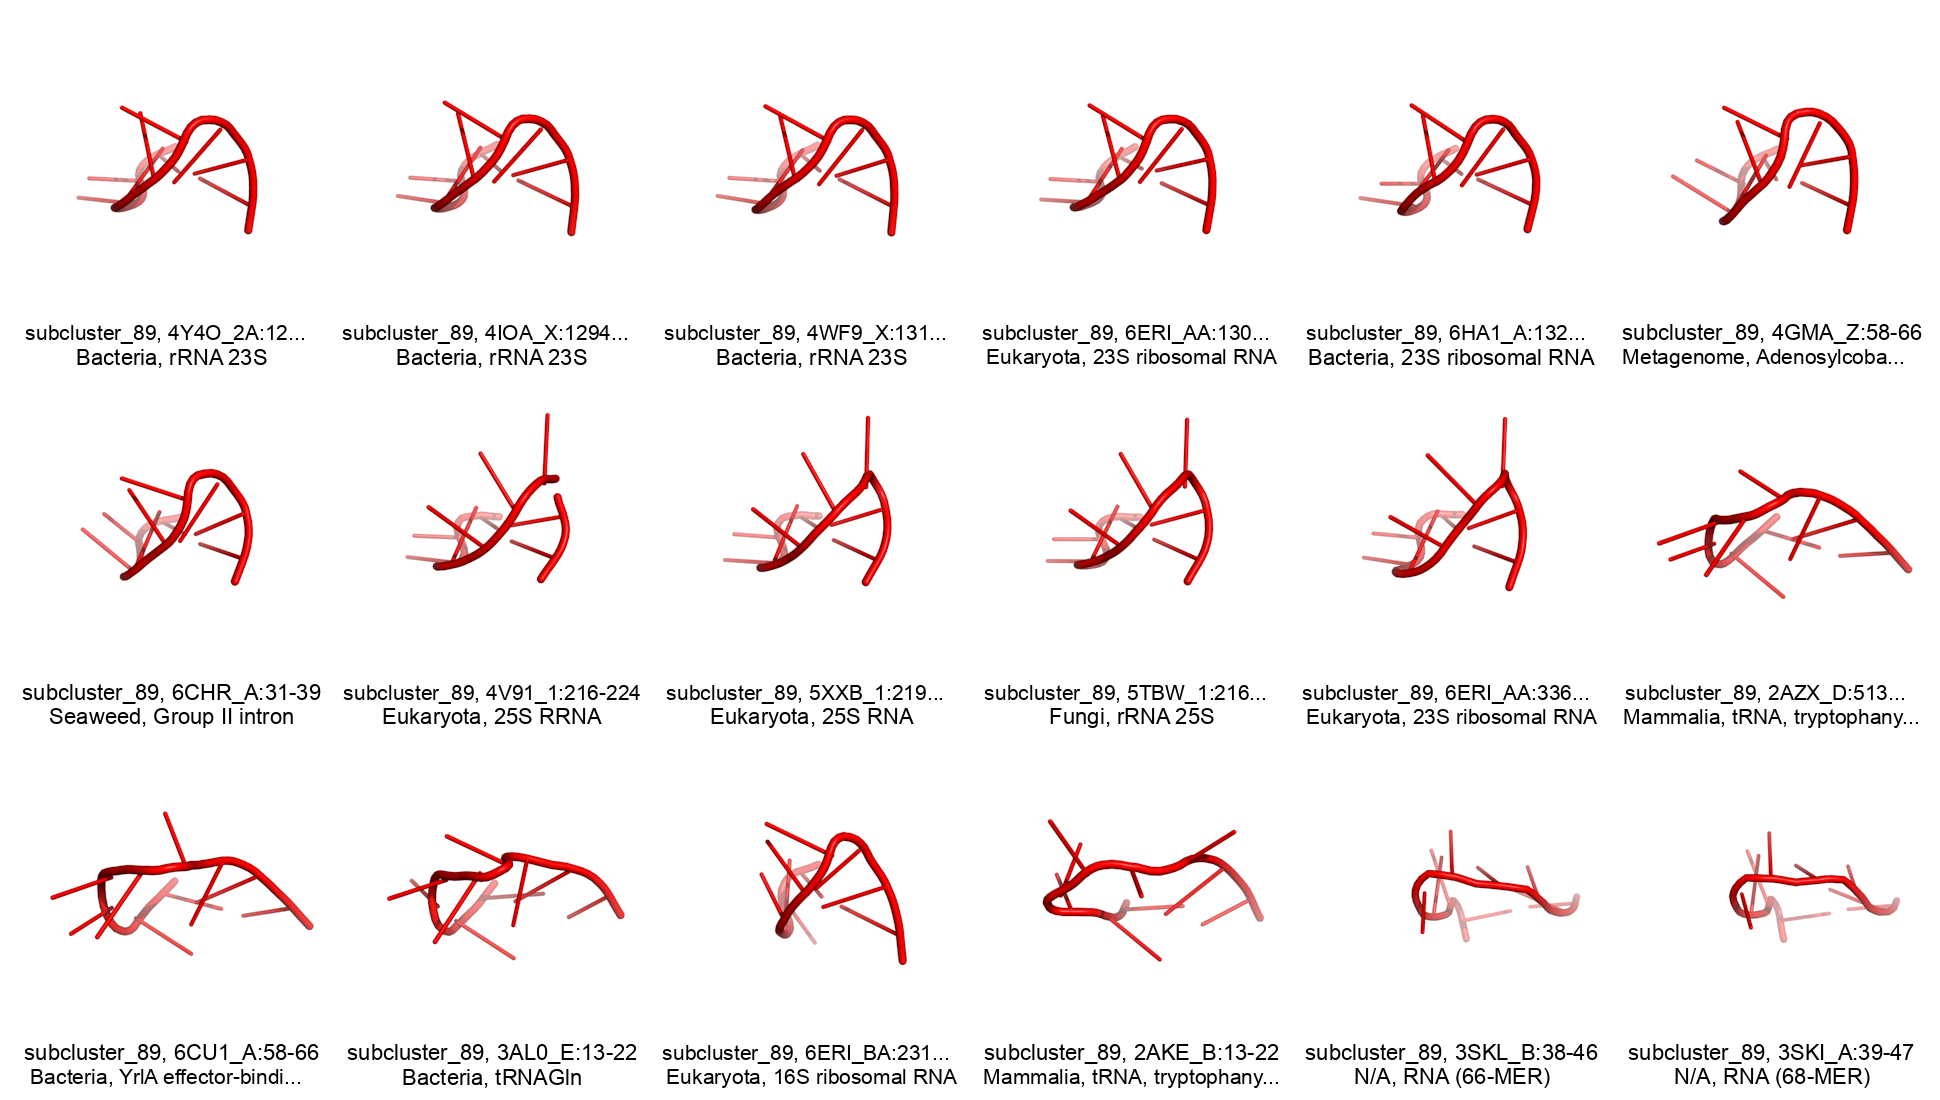 subcluster_89, 4Y4O_2A:12...
Bacteria, rRNA 23S
subcluster_89, 4IOA_X:1294...
Bacteria, rRNA 23S
subcluster_89, 4WF9_X:131...
Bacteria, rRNA 23S
subcluster_89, 6ERI_AA:130...
Eukaryota, 23S ribosomal RNA
subcluster_89, 6HA1_A:132...
Bacteria, 23S ribosomal RNA
subcluster_89, 4GMA_Z:58-66
Metagenome, Adenosylcoba...
subcluster_89, 6CHR_A:31-39
Seaweed, Group II intron
subcluster_89, 4V91_1:216-224
Eukaryota, 25S RRNA
subcluster_89, 5XXB_1:219...
Eukaryota, 25S RNA
subcluster_89, 5TBW_1:216...
Fungi, rRNA 25S
subcluster_89, 6ERI_AA:336...
Eukaryota, 23S ribosomal RNA
subcluster_89, 2AZX_D:513...
Mammalia, tRNA, tryptophany...
subcluster_89, 6CU1_A:58-66
Bacteria, YrlA effector-bindi...
subcluster_89, 3AL0_E:13-22
Bacteria, tRNAGln
subcluster_89, 6ERI_BA:231...
Eukaryota, 16S ribosomal RNA
subcluster_89, 2AKE_B:13-22
Mammalia, tRNA, tryptophany...
subcluster_89, 3SKL_B:38-46
N/A, RNA (66-MER)
subcluster_89, 3SKI_A:39-47
N/A, RNA (68-MER)